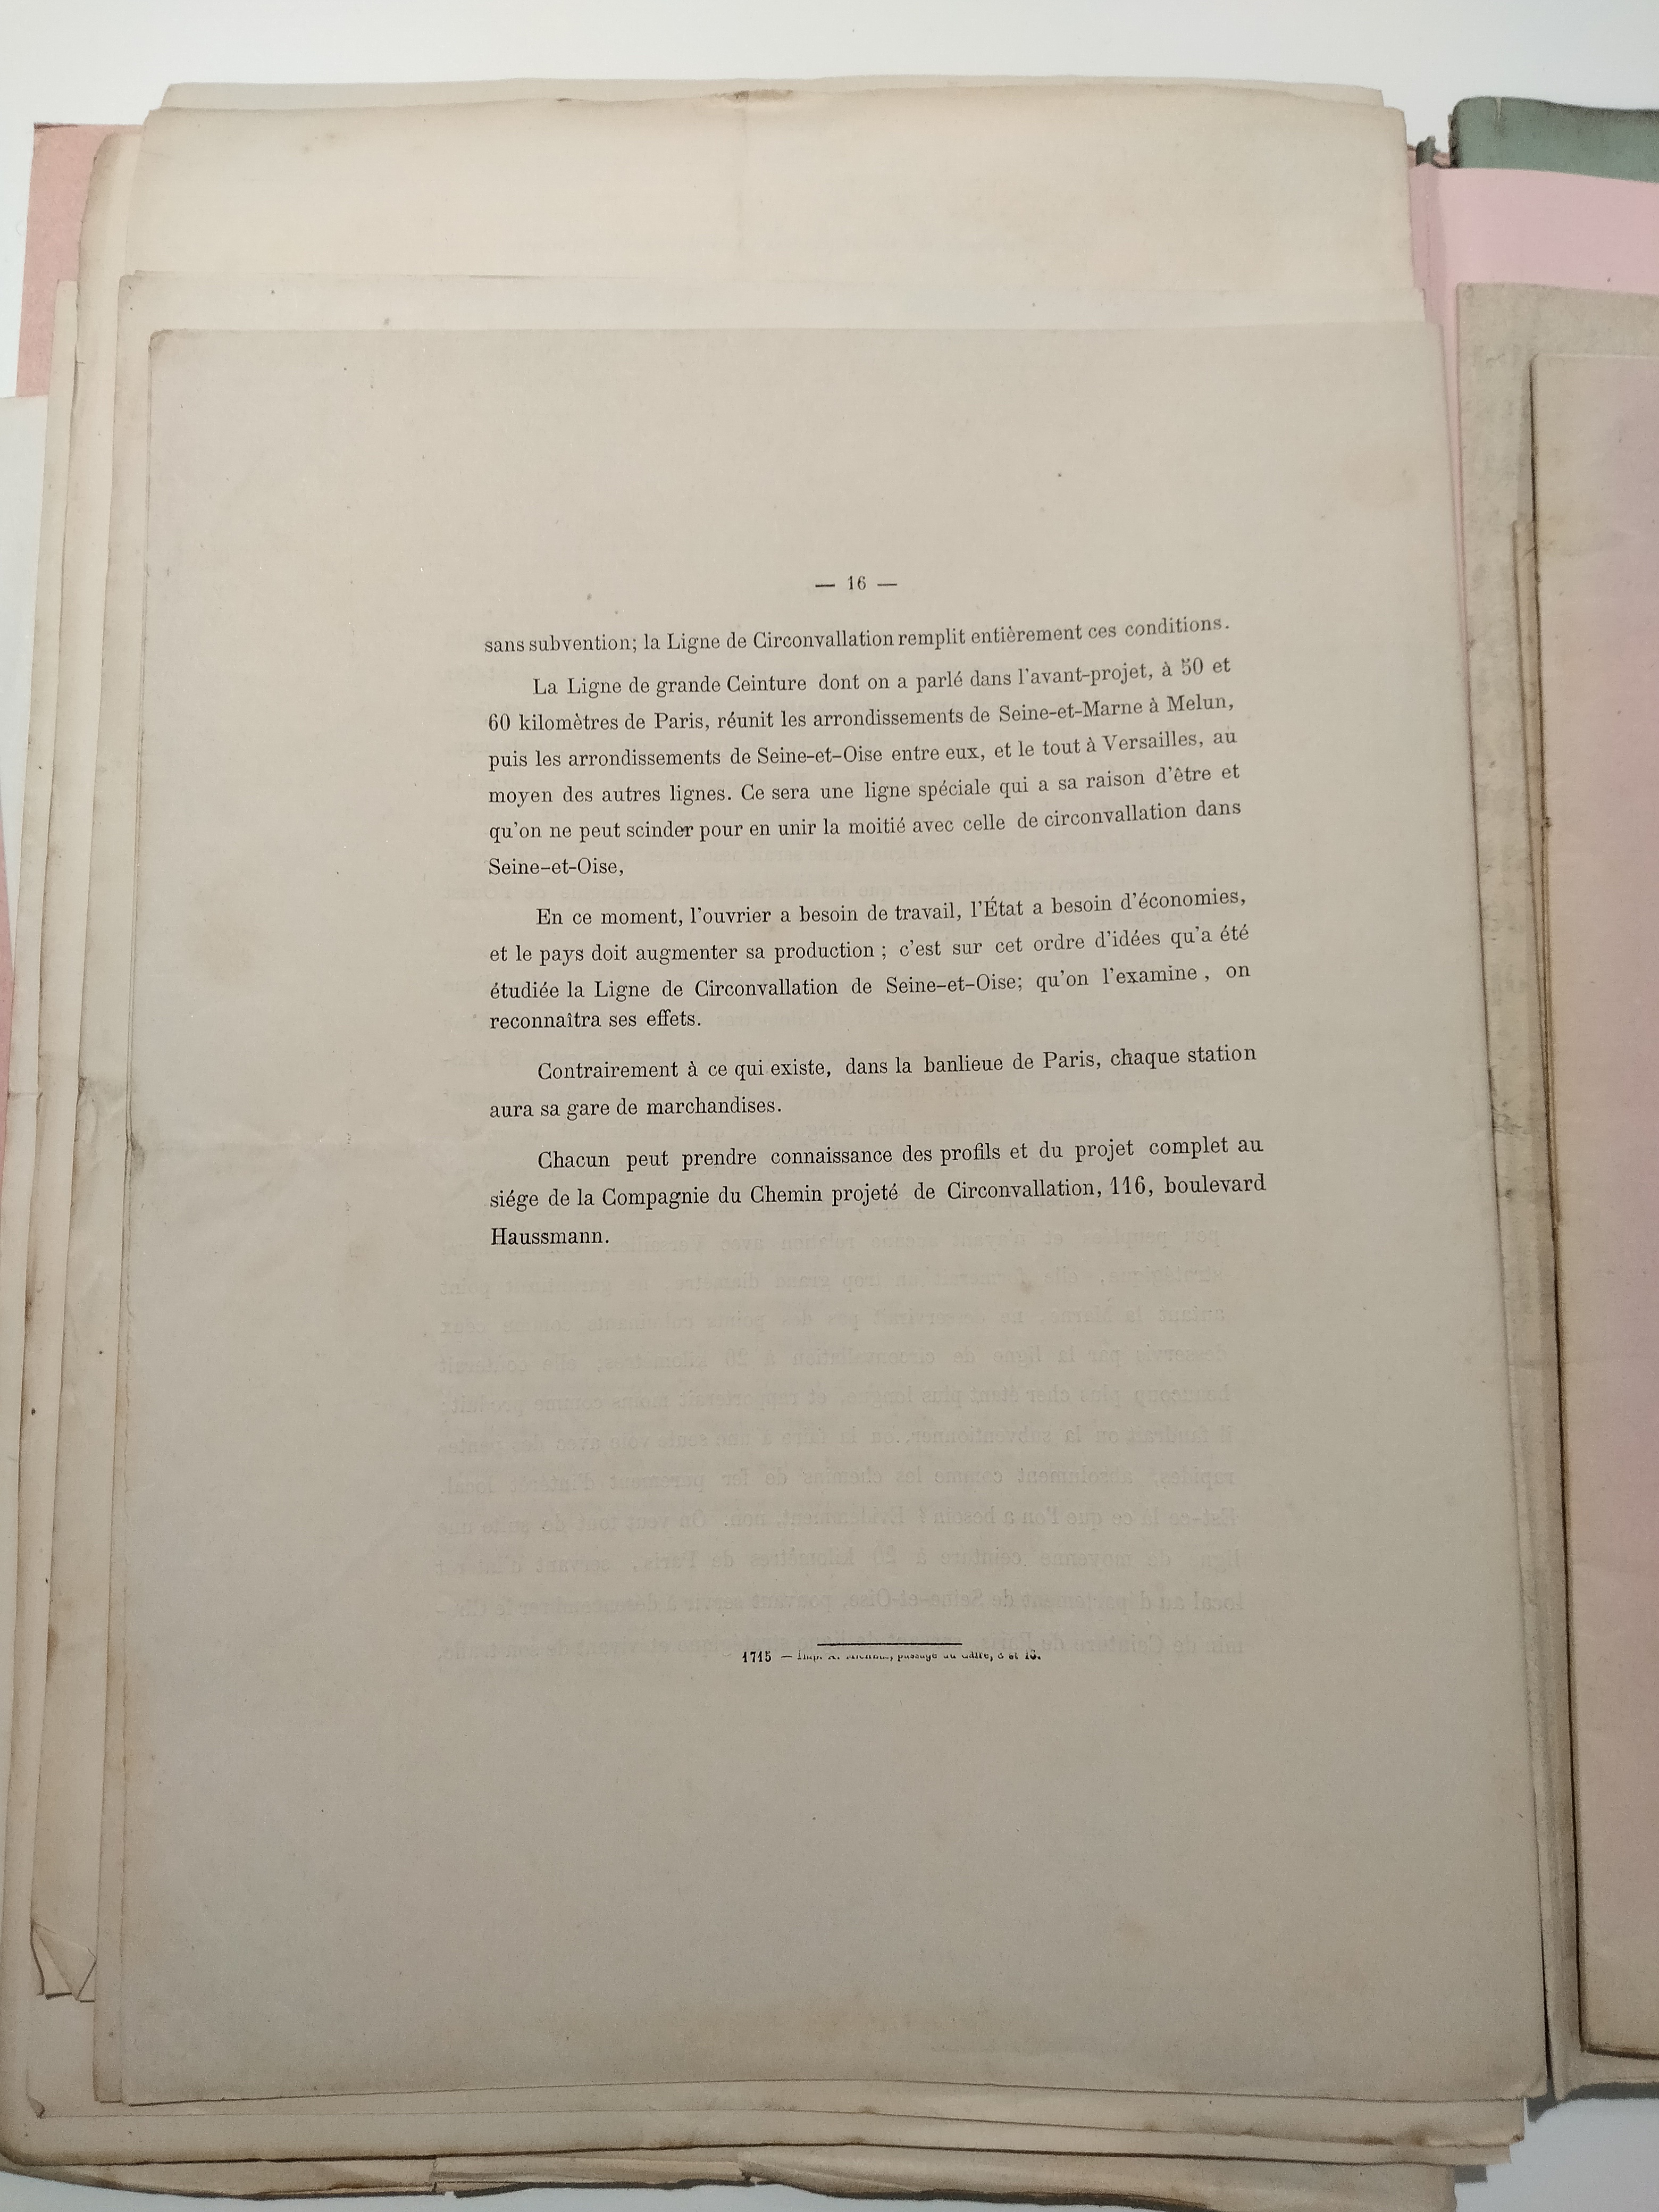 — 16 —
sans subvention; la Ligne de Circonvallation remplit entièrement ces conditions.
La Ligne de grande Ceinture dont on a parlé dans l'avant-projet, à 50 et
60 kilomètres de Paris, réunit les arrondissements de Seine-et-Marne à Melun,
puis les arrondissements de Seine-et-Oise entre eux, et le tout à Versailles, au
moyen des autres lignes. Ce sera une ligne spéciale qui a sa raison d'être et
qu'on ne peut scinder pour en unir la moitié avec celle de circonvallation dans
Seine-et-Oise,
En ce moment, l'ouvrier a besoin de travail, l'État a besoin d'économies,
et le pays doit augmenter sa production ; c'est sur cet ordre d'idées qu'a été
étudiée la Ligne de Circonvallation de Seine-et-Oise; qu'on l'examine, on
reconnaîtra ses effets.
Contrairement à ce qui existe, dans la banlieue de Paris, chaque station
aura sa gare de marchandises.
Chacun peut prendre connaissance des profils et du projet complet au
siége de la Compagnie du Chemin projeté de Circonvallation, 116, boulevard
Haussmann.
1715 — Imp. passage du Caire,